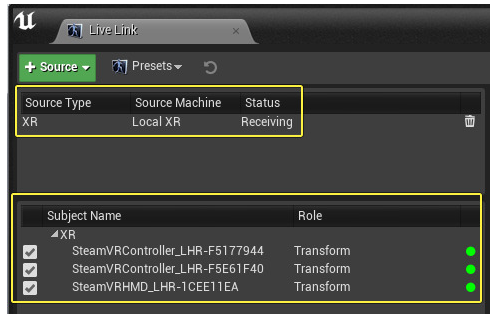 Live Link
+ Source
Presets
Source Type Source Machine Status
XR Local XR Receiving
Subject Name Role
XR
SteamVRController_LHR-F5177944 Transform
SteamVRController_LHR-F5E61F40 Transform
SteamVRHMD_LHR-1CEE11EA Transform